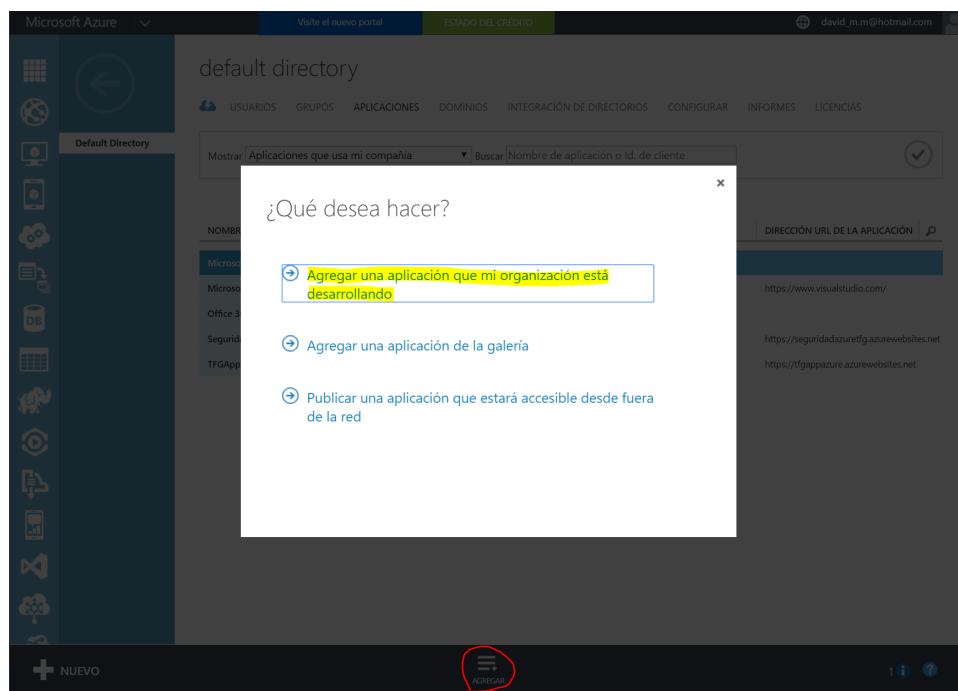 Microsoft Azure
Visite el nuevo portal
ESTADO DEL CRÉDITO
david_m.m@hotmail.com
default directory
USUARIOS GRUPOS APLICACIONES DOMINIOS INTEGRACIÓN DE DIRECTORIOS CONFIGURAR INFORMES LICENCIAS
Default Directory
Mostrar Aplicaciones que usa mi compañía Buscar Nombre de aplicación o Id. de cliente
¿Qué desea hacer?
NOMBR
DIRECCIÓN URL DE LA APLICACIÓN
Microso
Agregar una aplicación que mi organización está
desarrollando
Microso
https://www.visualstudio.com/
Office 3
Segurid
https://seguridadazuretfg.azurewebsites.net
Agregar una aplicación de la galería
TFGApp
https://tfgappazure.azurewebsites.net
Publicar una aplicación que estará accesible desde fuera
de la red
DB
NUEVO
AGREGAR
1